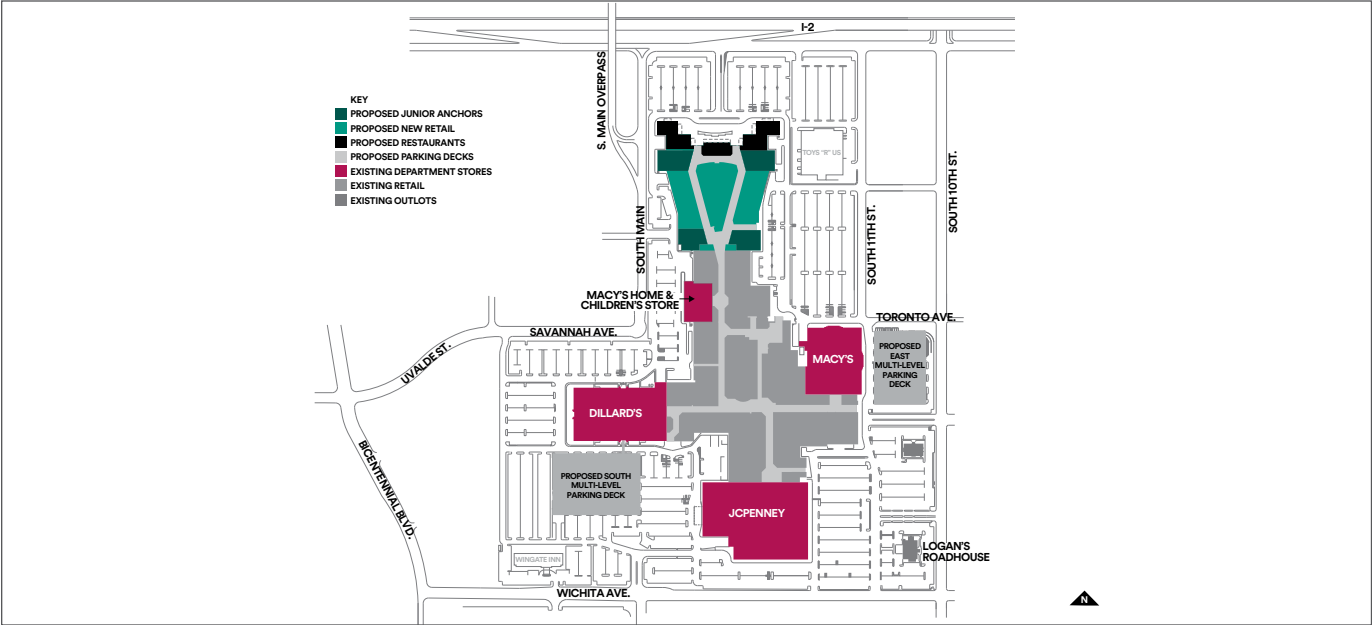 I-2
S. MAIN OVERPASS
KEY
PROPOSED JUNIOR ANCHORS
PROPOSED NEW RETAIL
PROPOSED RESTAURANTS
PROPOSED PARKING DECKS
EXISTING DEPARTMENT STORES
EXISTING RETAIL
EXISTING OUTLOTS
TOYS "R" US
SOUTH 10TH ST.
SOUTH MAIN
SOUTH 11TH ST.
MACY'S HOME &
CHILDREN'S STORE
TORONTO AVE.
SAVANNAH AVE.
UVALDE ST.
MACY'S
PROPOSED
EAST
MULTI-LEVEL
PARKING
DECK
DILLARD'S
BICENTENNIAL BLVD.
PROPOSED SOUTH
MULTI-LEVEL
PARKING DECK
JCPENNEY
LOGAN'S
ROADHOUSE
WINGATE INN
WICHITA AVE.
N